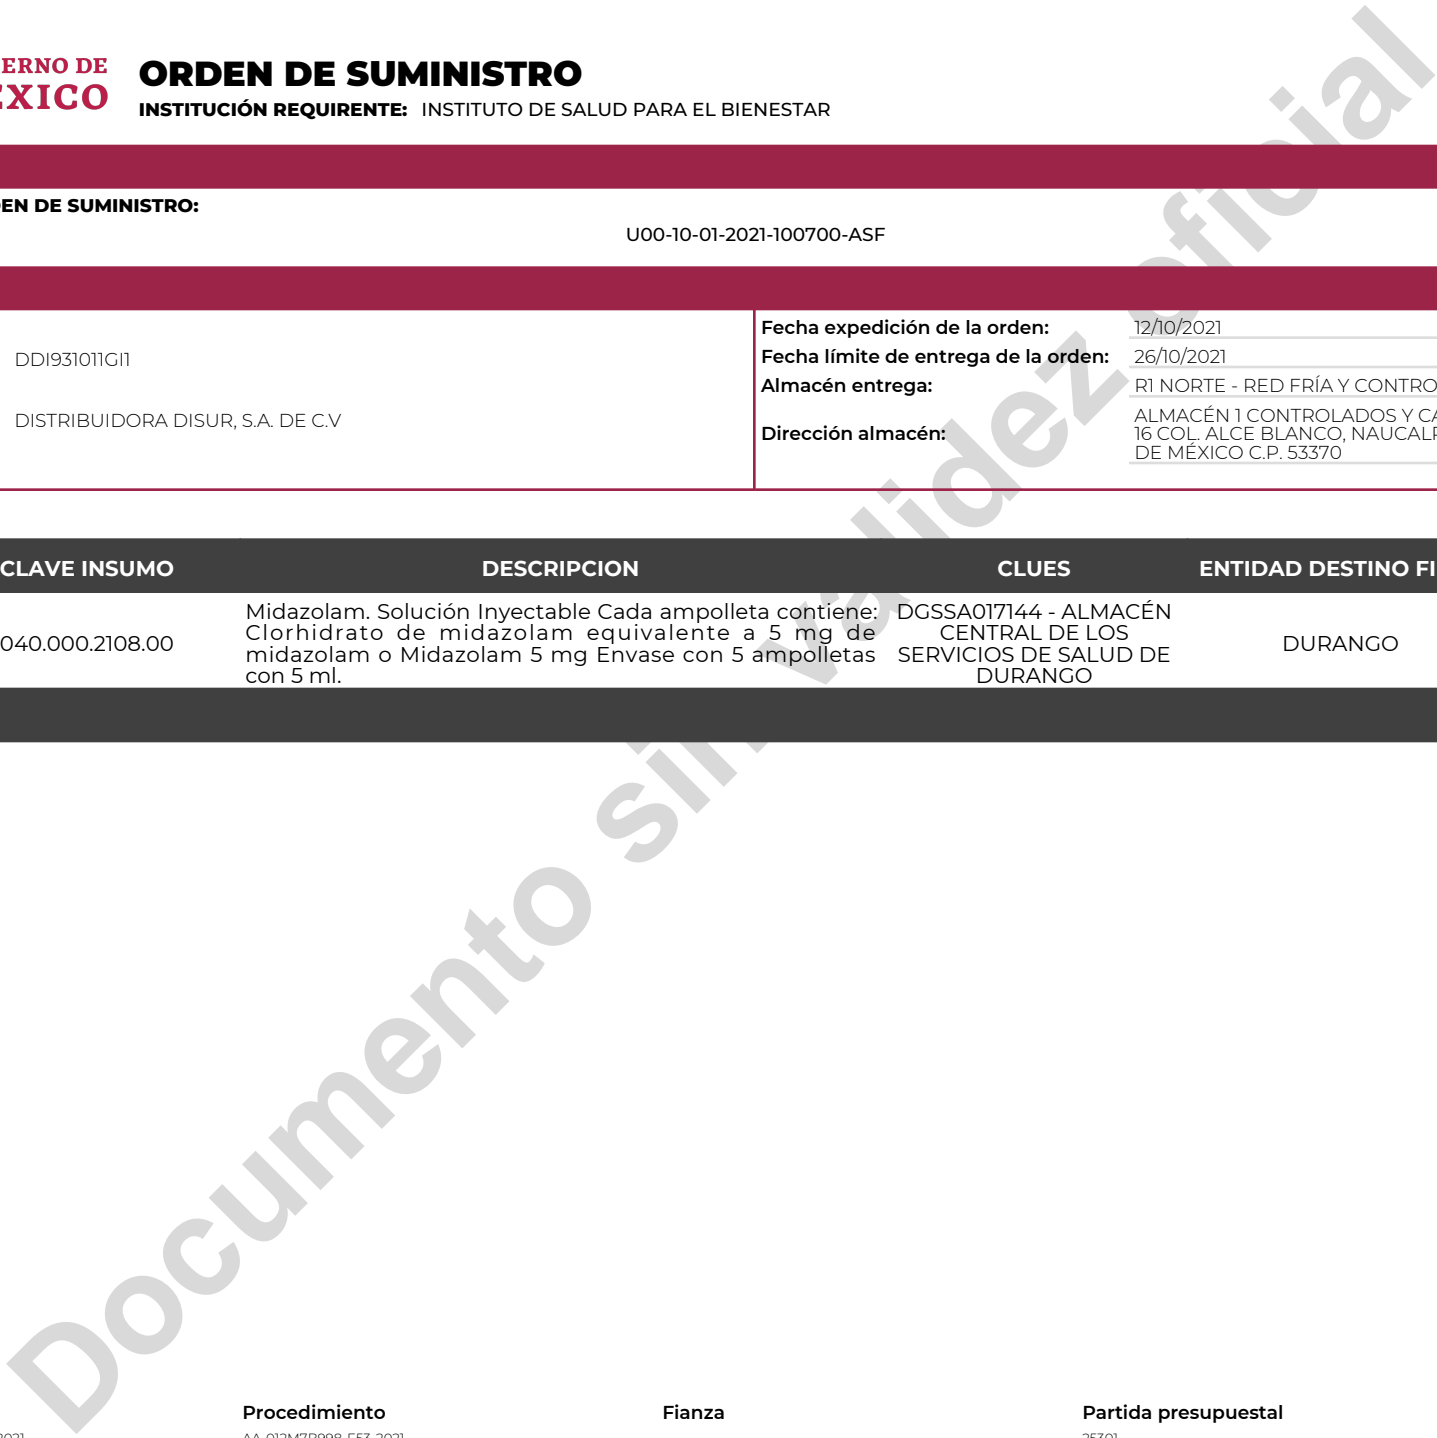 ERNO DE
ÉXICO
ORDEN DE SUMINISTRO
INSTITUCIÓN REQUIRENTE: INSTITUTO DE SALUD PARA EL BIENESTAR
EN DE SUMINISTRO:
U00-10-01-2021-100700-ASF
DDI931011GI1
DISTRIBUIDORA DISUR, S.A. DE C.V
Fecha expedición de la orden: 12/10/2021
Fecha límite de entrega de la orden: 26/10/2021
Almacén entrega: R1 NORTE - RED FRÍA Y CONTRO
Dirección almacén:
ALMACÉN 1 CONTROLADOS Y CA
16 COL. ALCE BLANCO, NAUCALP
DE MÉXICO C.P. 53370
CLAVE INSUMO DESCRIPCION CLUES ENTIDAD DESTINO FI
040.000.2108.00
Midazolam. Solución Inyectable Cada ampolleta contiene:
Clorhidrato de midazolam equivalente a 5 mg de
midazolam o Midazolam 5 mg Envase con 5 ampolletas
con 5 ml.
DGSSA017144 - ALMACÉN
CENTRAL DE LOS
SERVICIOS DE SALUD DE
DURANGO
DURANGO
Documento sin validez oficial
Procedimiento Fianza Partida presupuestal